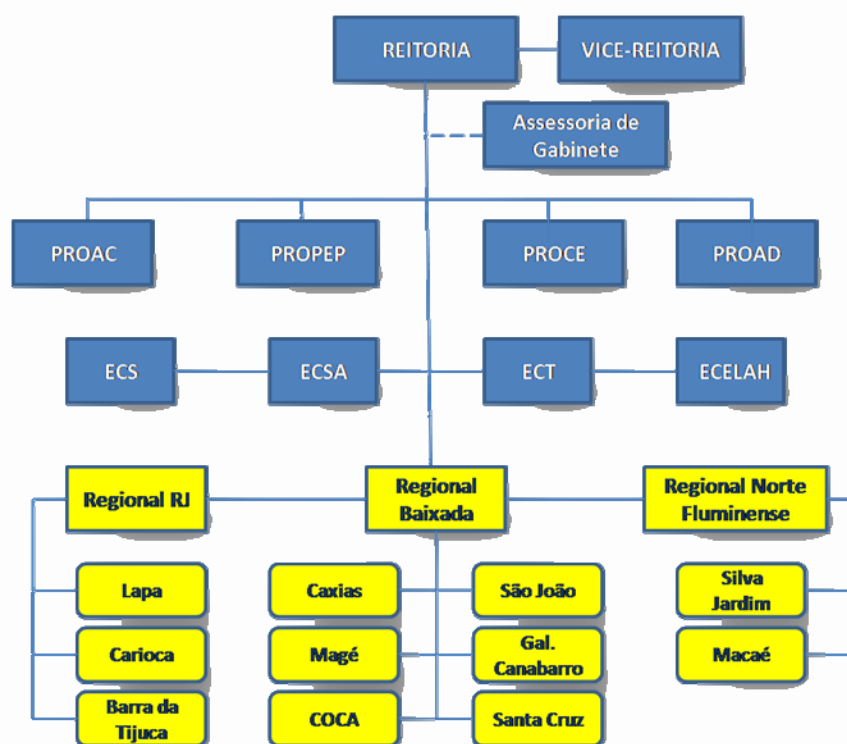 REITORIA
VICE-REITORIA
Assessoria de
Gabinete
PROAC
PROPEP
PROCE
PROAD
ECS
ECSA
ECT
ECELAH
Regional RJ
Regional
Baixada
Regional Norte
Fluminense
Lapa
Caxias
São João
Silva
Jardim
Carioca
Magé
Gal.
Canabarro
Macaé
Barra da
Tijuca
COCA
Santa Cruz